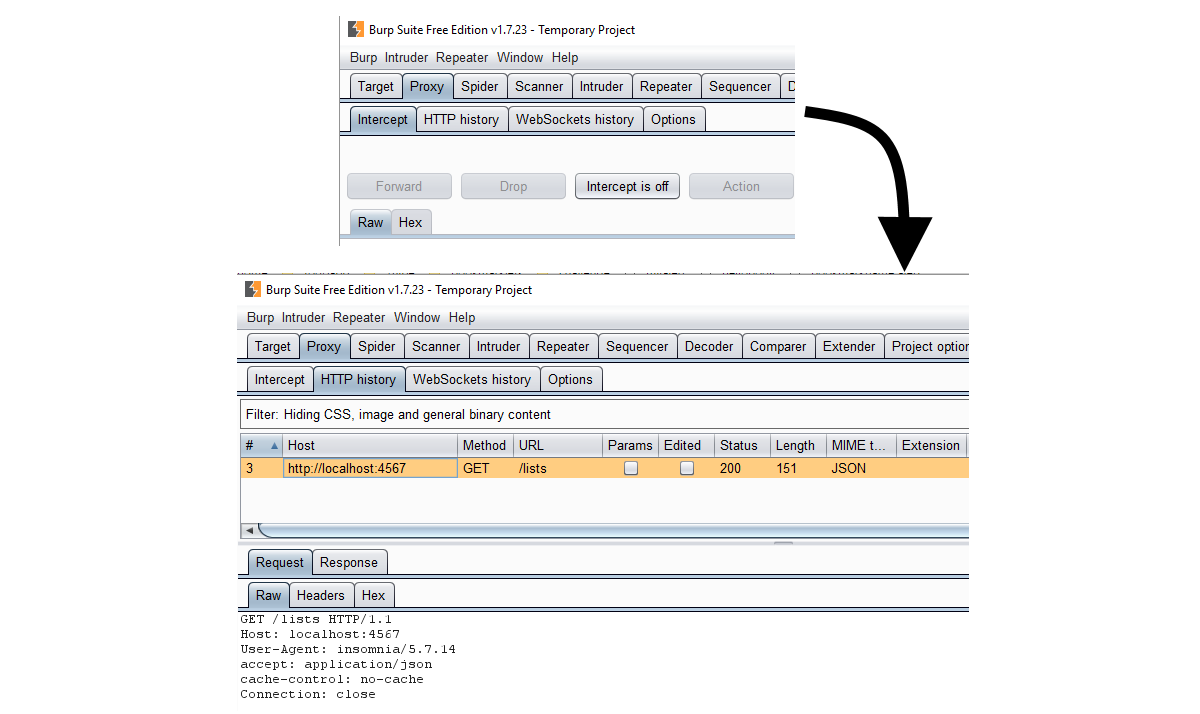 Burp Suite Free Edition v1.7.23 - Temporary Project
Burp Intruder Repeater Window Help
Target Proxy Spider Scanner Intruder Repeater Sequencer
Intercept HTTP history WebSockets history Options
Forward Drop Intercept is off Action
Raw Hex
Burp Suite Free Edition v1.7.23 - Temporary Project
Burp Intruder Repeater Window Help
Target Proxy Spider Scanner Intruder Repeater Sequencer Decoder Comparer Extender Project option
Intercept HTTP history WebSockets history Options
Filter: Hiding CSS, image and general binary content
# Host Method URL Params Edited Status Length MIME t... Extension
3 http://localhost:4567 GET /lists 200 151 JSON
Request Response
Raw Headers Hex
GET /lists HTTP/1.1
Host: localhost:4567
User-Agent: insomnia/5.7.14
accept: application/json
cache-control: no-cache
Connection: close